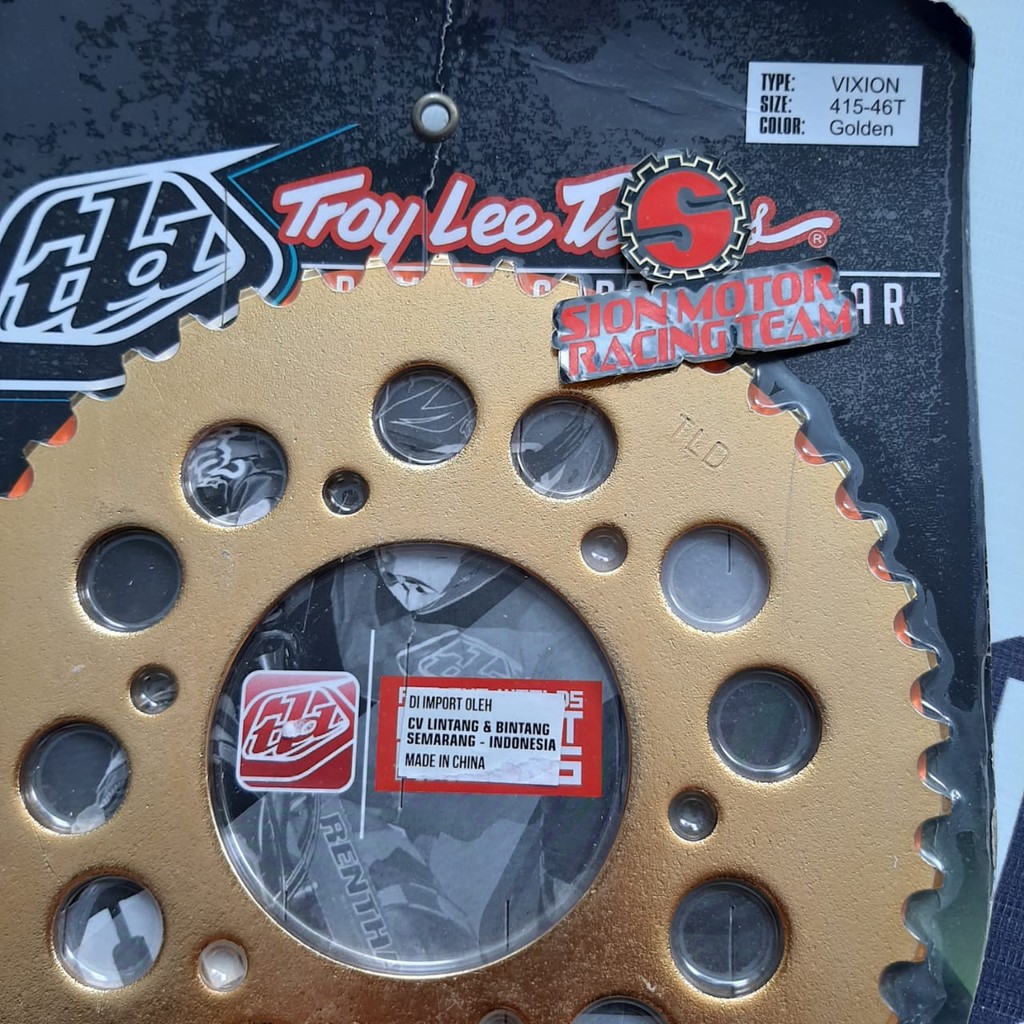 TYPE: VIXION
SIZE: 415-46T
COLOR: Golden
Troy Lee De s ®
SION MOTOR
RACING TEAM
TLD
DI IMPORT OLEH
CV LINTANG & BINTANG
SEMARANG - INDONESIA
MADE IN CHINA
RENTH